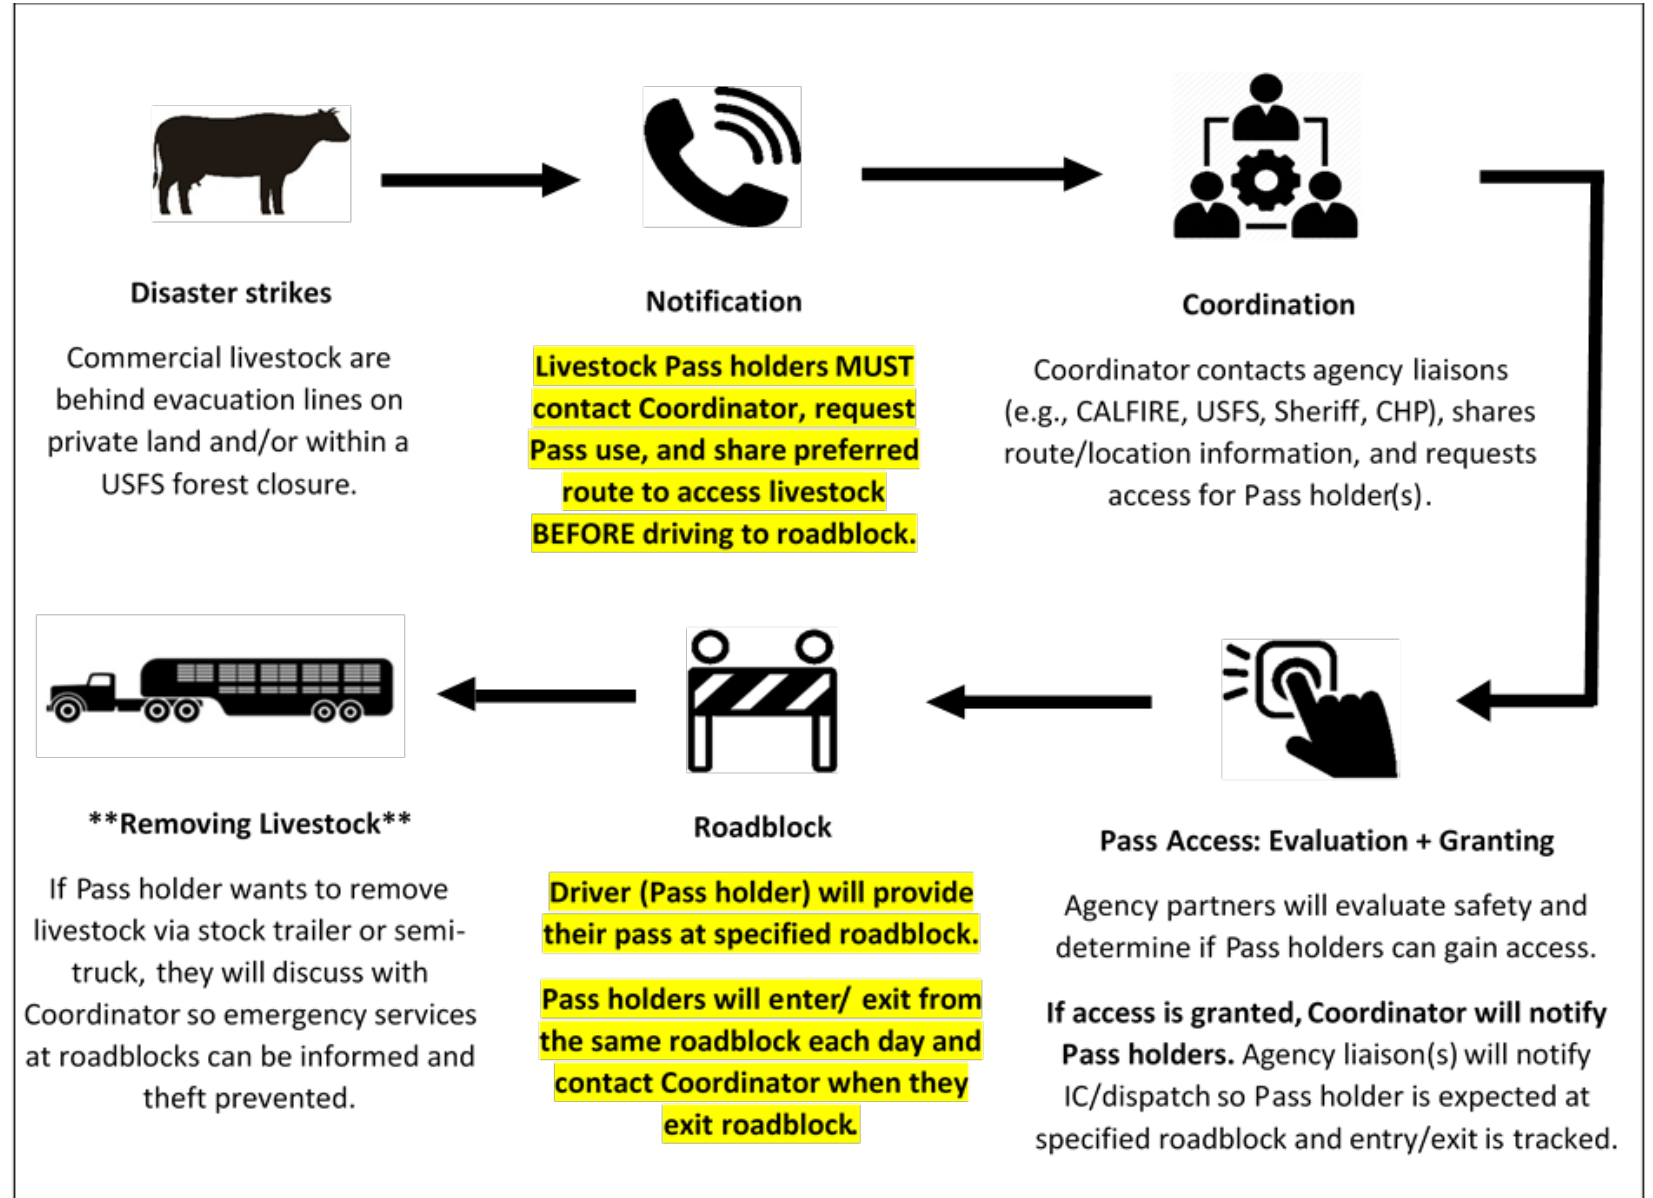 Disaster strikes
Commercial livestock are
behind evacuation lines on
private land and/or within a
USFS forest closure.
Notification
Livestock Pass holders MUST
contact Coordinator, request
Pass use, and share preferred
route to access livestock
BEFORE driving to roadblock.
Coordination
Coordinator contacts agency liaisons
(e.g., CALFIRE, USFS, Sheriff, CHP), shares
route/location information, and requests
access for Pass holder(s).
Pass Access: Evaluation + Granting
Agency partners will evaluate safety and
determine if Pass holders can gain access.
If access is granted, Coordinator will notify
Pass holders. Agency liaison(s) will notify
IC/dispatch so Pass holder is expected at
specified roadblock and entry/exit is tracked.
Roadblock
Driver (Pass holder) will provide
their pass at specified roadblock.
Pass holders will enter/ exit from
the same roadblock each day and
contact Coordinator when they
exit roadblock.
**Removing Livestock**
If Pass holder wants to remove
livestock via stock trailer or semi-
truck, they will discuss with
Coordinator so emergency services
at roadblocks can be informed and
theft prevented.